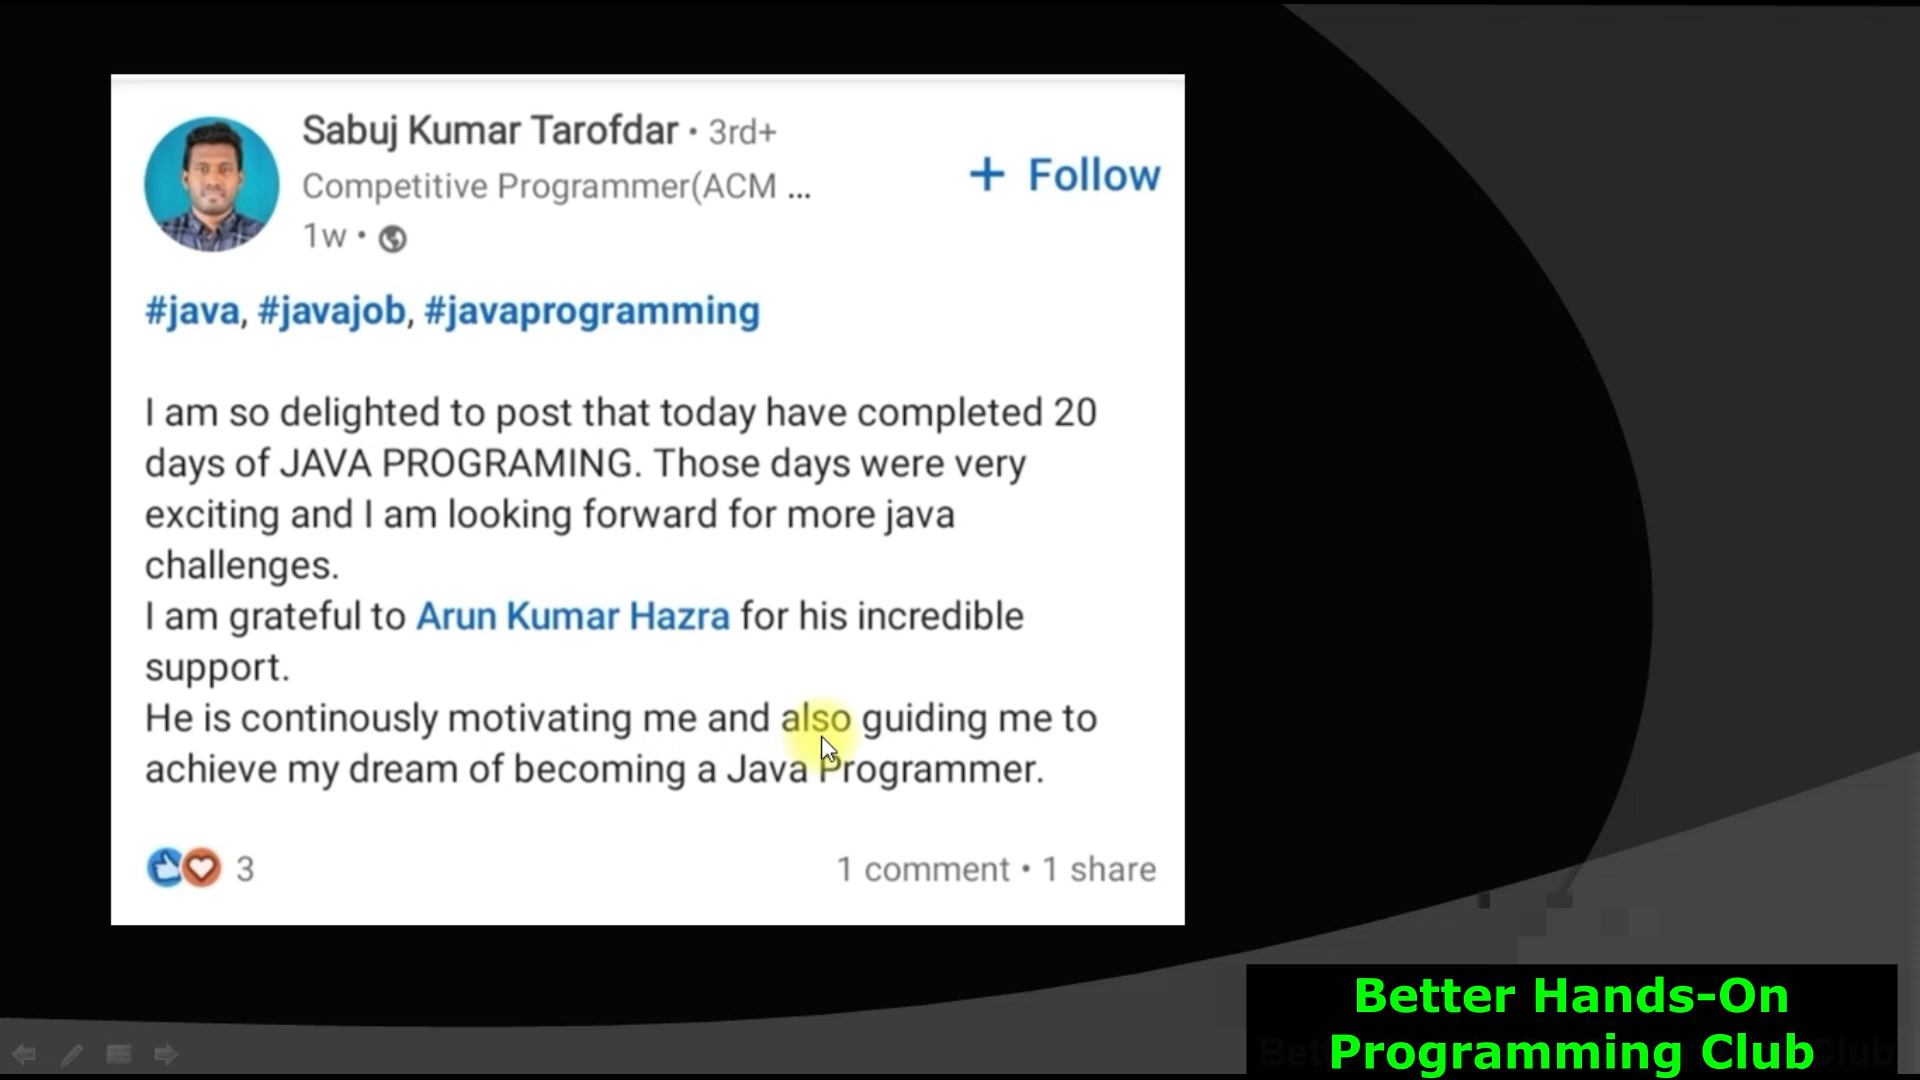 Sabuj Kumar Tarofdar • 3rd+
Competitive Programmer(ACM ...
+ Follow
1w •
#java, #javajob, #javaprogramming
I am so delighted to post that today have completed 20
days of JAVA PROGRAMING. Those days were very
exciting and I am looking forward for more java
challenges.
I am grateful to Arun Kumar Hazra for his incredible
support.
He is continously motivating me and also guiding me to
achieve my dream of becoming a Java Programmer.
3
1 comment • 1 share
Better Hands-On
Programming Club